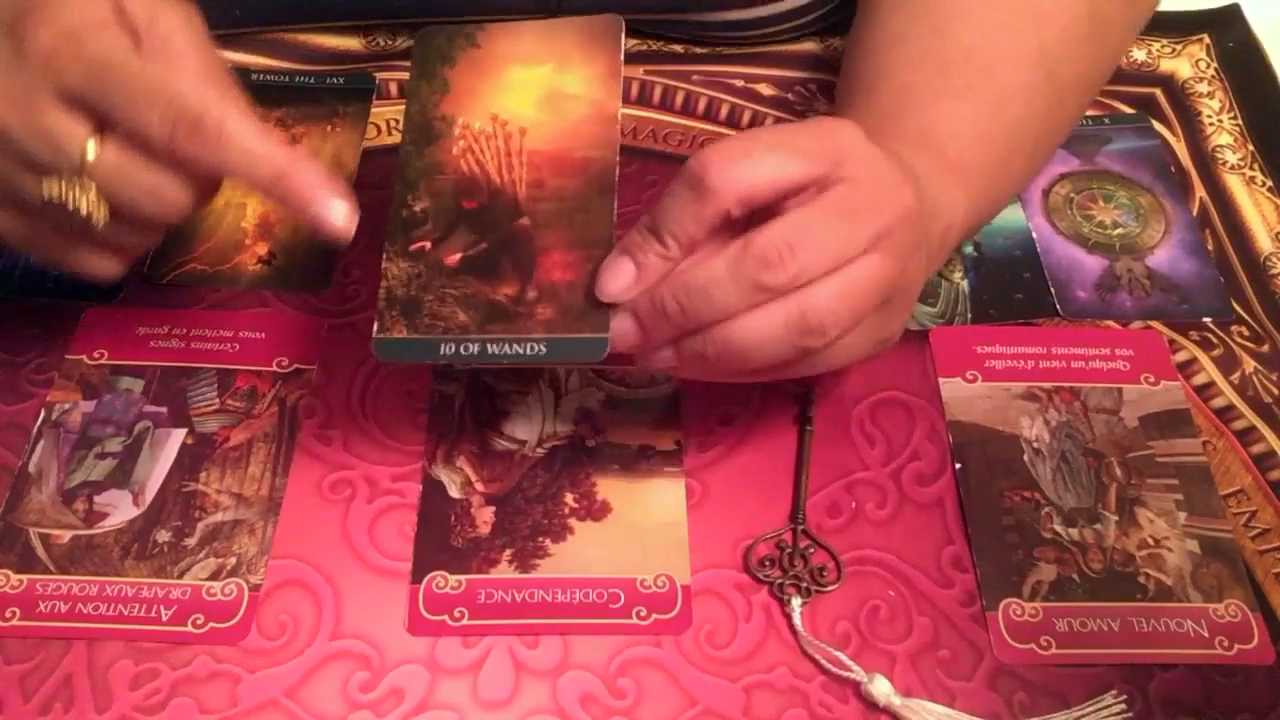 XVI - THE TOWER
MAGIC
10 OF WANDS
Certains signes
vous mettent en garde
ATTENTION AUX
DRAPEAUX ROUGES
CODÉPENDANCE
Quelqu'un vient d'éveiller
vos sentiments romantiques.
NOUVEL AMOUR